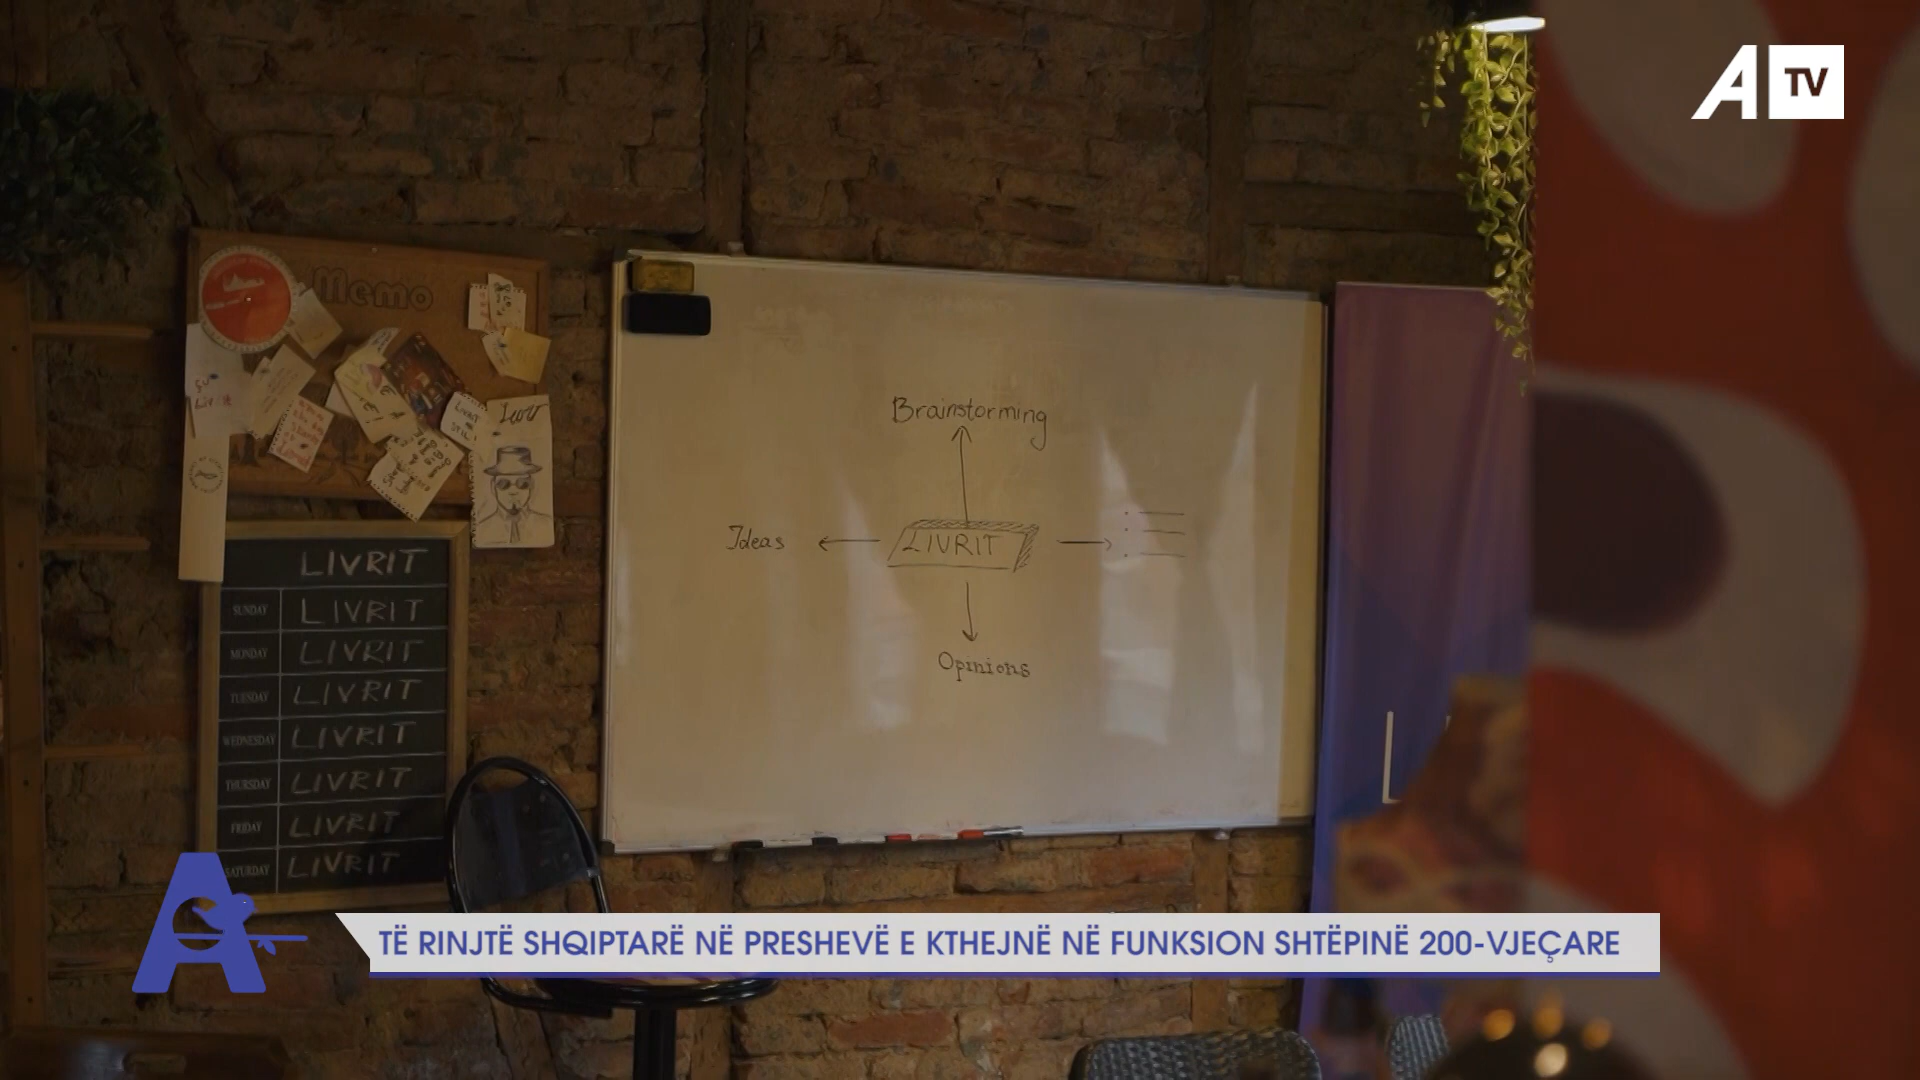 A TV
Memo
LIVRIT
SUNDAY LIVRIT
MONDAY LIVRIT
TUESDAY LIVRIT
WEDNESDAY LIVRIT
THURSDAY LIVRIT
FRIDAY LIVRIT
SATURDAY LIVRIT
Brainstorming
Ideas
LIVRIT
Opinions
L
TË RINJTË SHQIPTARË NË PRESHEVË E KTHEJNË NË FUNKSION SHTËPINË 200-VJEÇARE